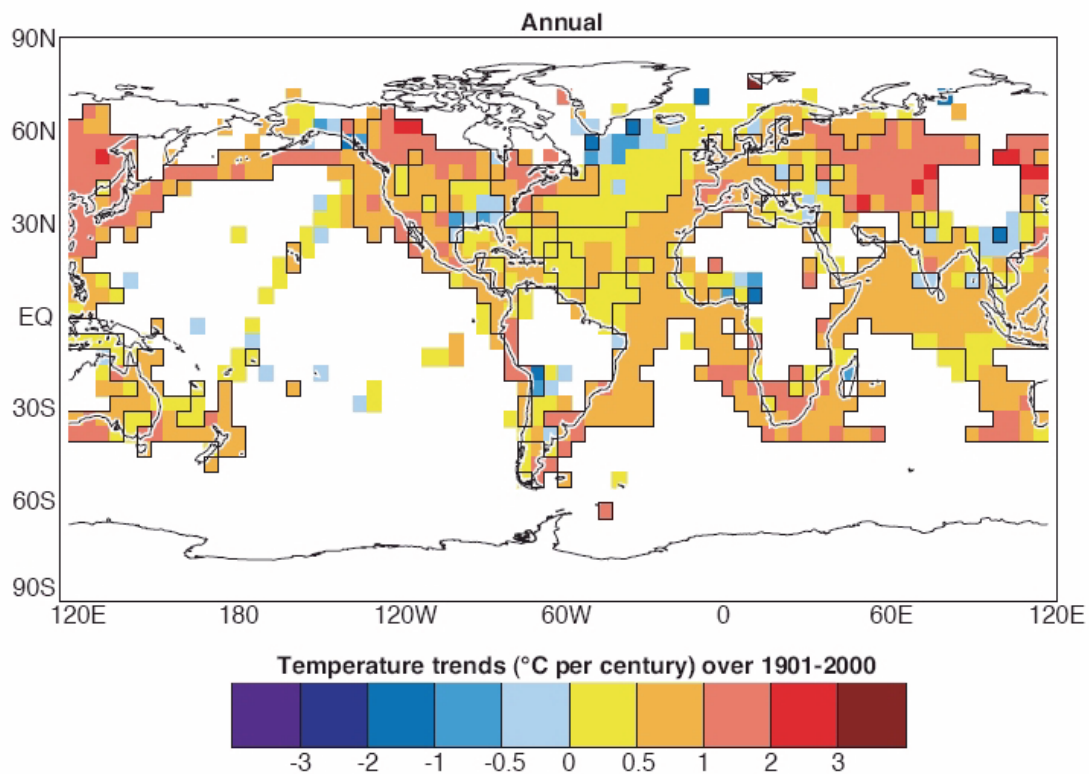 Annual
90N
60N
30N
EQ
30S
60S
90S
120E 180 120W 60W 0 60E 120E
Temperature trends (°C per century) over 1901-2000
-3 -2 -1 -0.5 0 0.5 1 2 3